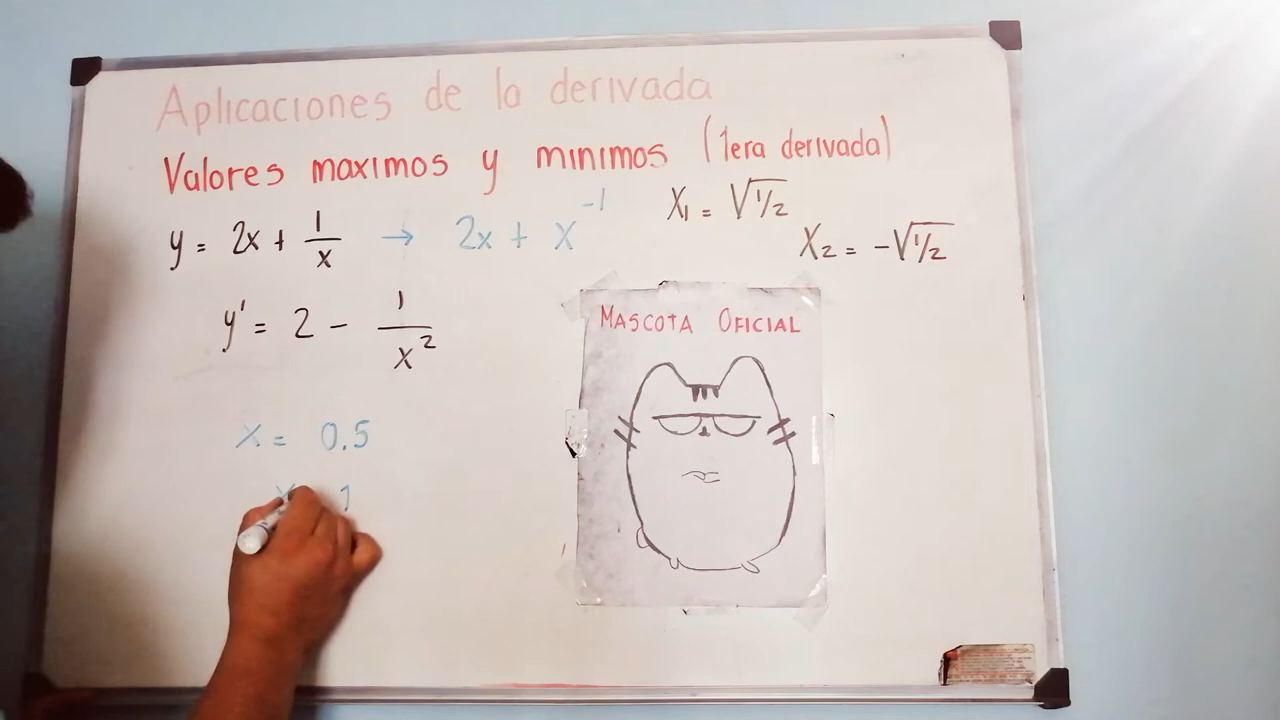 Aplicaciones de la derivada
Valores maximos y minimos (1era derivada)
y = 2x + 1/x → 2x + x⁻¹
x₁ = √1/2
x₂ = -√1/2
y' = 2 - 1/x²
MASCOTA OFICIAL
x = 0.5
x 1